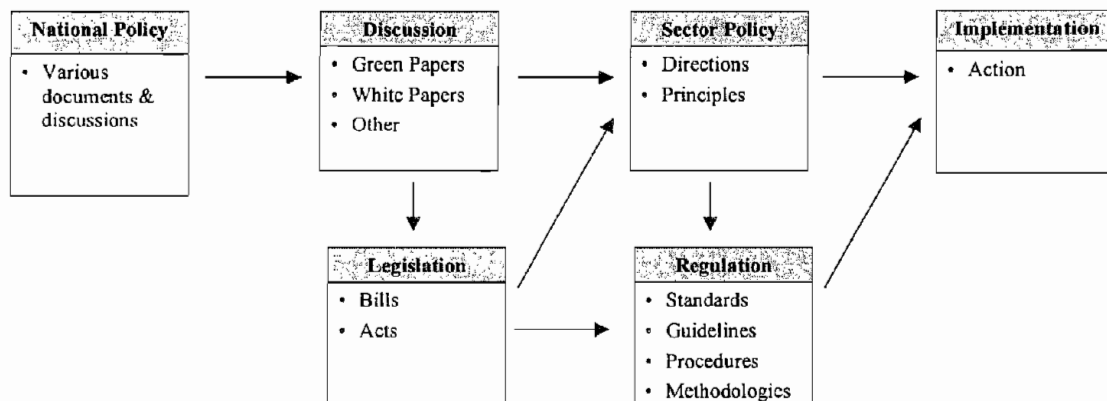 National Policy
• Various
documents &
discussions
Discussion
• Green Papers
• White Papers
• Other
Sector Policy
• Directions
• Principles
Implementation
• Action
Legislation
• Bills
• Acts
Regulation
• Standards
• Guidelines
• Procedures
• Methodologies